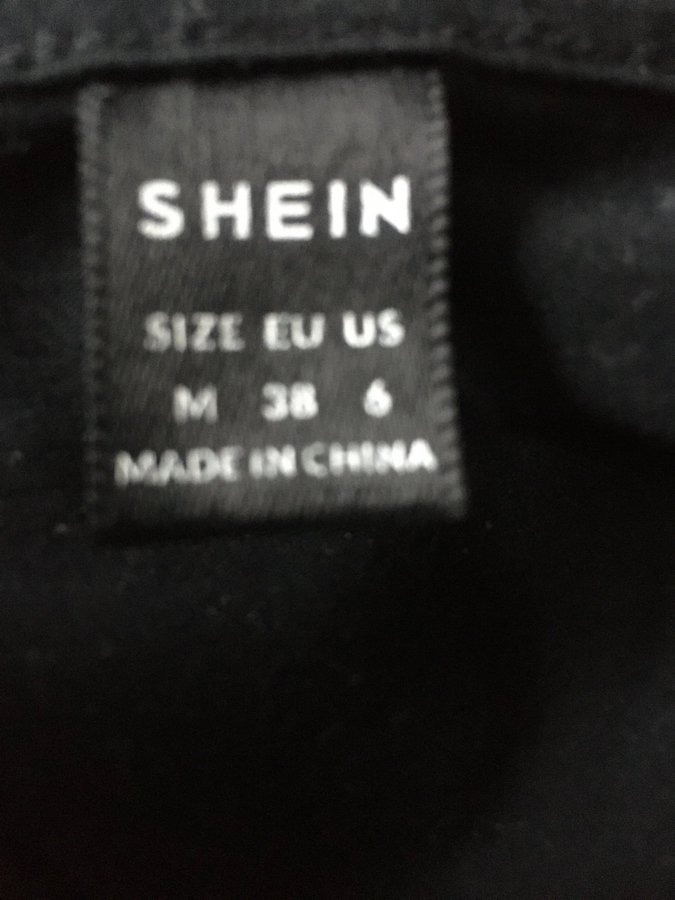 SHEIN
SIZE EU US
M 38 6
MADE IN CHINA